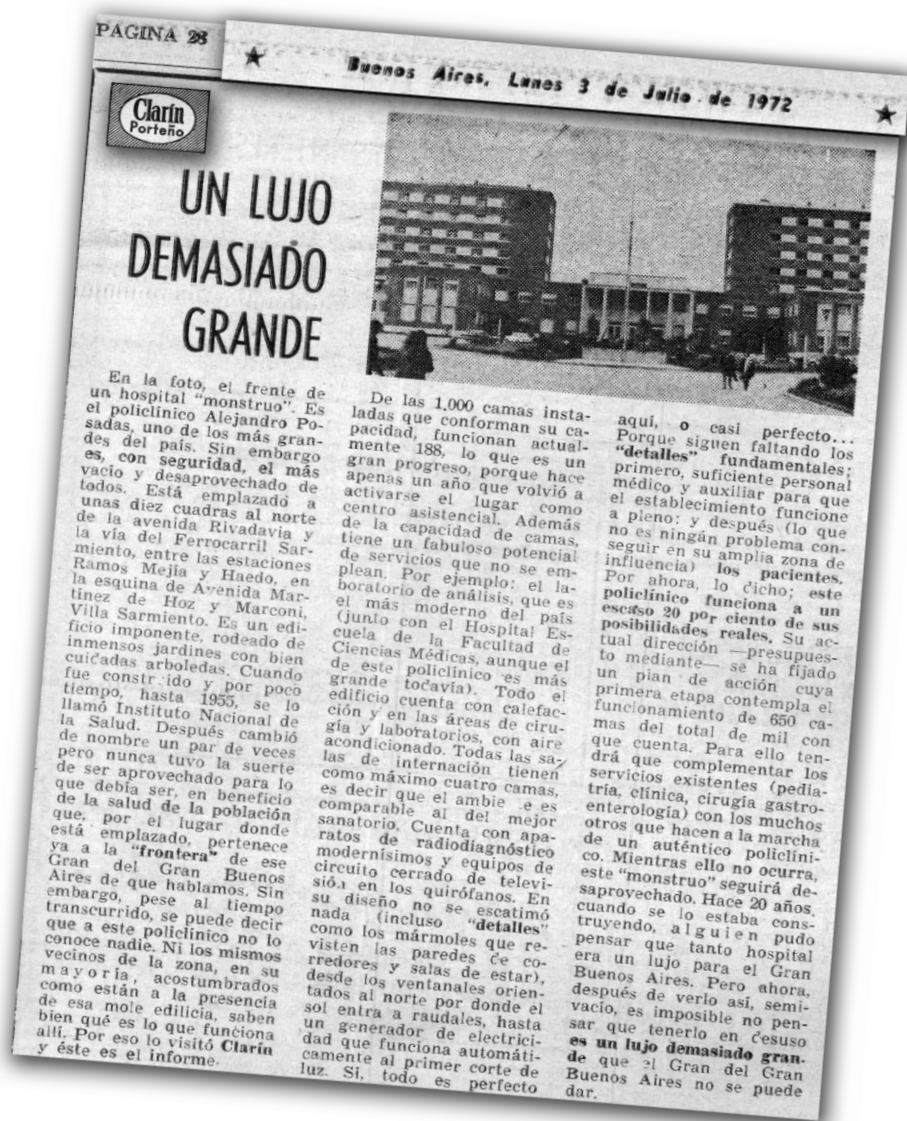 PAGINA 28
Buenos Aires, Lunes 3 de Julio de 1972
Clarín
Porteño
UN LUJO
DEMASIADO
GRANDE
En la foto, el frente de
un hospital "monstruo". Es
el policlínico Alejandro Po-
sadas, uno de los más gran-
des del país. Sin embargo
es, con seguridad, el más
vacío y desaprovechado de
todos. Está emplazado a
unas diez cuadras al norte
de la avenida Rivadavia y
la vía del Ferrocarril Sar-
miento, entre las estaciones
Ramos Mejía y Haedo, en
la esquina de Avenida Mar-
tínez de Hoz y Marconi,
Villa Sarmiento. Es un edi-
ficio imponente, rodeado de
inmensos jardines con bien
cuidadas arboledas. Cuando
fue constr ido y por poco
tiempo, hasta 1955, se lo
llamó Instituto Nacional de
la Salud. Después cambió
de nombre un par de veces
pero nunca tuvo la suerte
de ser aprovechado para lo
que debía ser, en beneficio
de la salud de la población
que, por el lugar donde
está emplazado, pertenece
ya a la "frontera" de ese
Gran del Gran Buenos
Aires de que hablamos. Sin
embargo, pese al tiempo
transcurrido, se puede decir
que a este policlínico no lo
conoce nadie. Ni los mismos
vecinos de la zona, en su
mayoría, acostumbrados
como están a la presencia
de esa mole edilicia, saben
bien qué es lo que funciona
allí. Por eso lo visitó Clarín
y éste es el informe.
De las 1.000 camas insta-
ladas que conforman su ca-
pacidad, funcionan actual-
mente 188, lo que es un
gran progreso, porque hace
apenas un año que volvió a
activarse el lugar como
centro asistencial. Además
de la capacidad de camas,
tiene un fabuloso potencial
de servicios que no se em-
plean. Por ejemplo: el la-
boratorio de análisis, que es
el más moderno del país
(junto con el Hospital Es-
cuela de la Facultad de
Ciencias Médicas, aunque el
de este policlínico es más
grande todavía). Todo el
edificio cuenta con calefac-
ción y en las áreas de ciru-
gía y laboratorios, con aire
acondicionado. Todas las sa-
las de internación tienen
como máximo cuatro camas,
es decir que el ambie e es
comparable al del mejor
sanatorio. Cuenta con apa-
ratos de radiodiagnóstico
modernísimos y equipos de
circuito cerrado de televi-
sión en los quirófanos. En
su diseño no se escatimó
nada (incluso "detalles"
como los mármoles que re-
visten las paredes de co-
rredores y salas de estar),
desde los ventanales orien-
tados al norte por donde el
sol entra a raudales, hasta
un generador de electrici-
dad que funciona automáti-
camente al primer corte de
luz. Sí, todo es perfecto
aquí, o casi perfecto...
Porque siguen faltando los
"detalles" fundamentales;
primero, suficiente personal
médico y auxiliar para que
el establecimiento funcione
a pleno; y después (lo que
no es ningún problema con-
seguir en su amplia zona de
influencia) los pacientes.
Por ahora, lo dicho; este
policlínico funciona a un
escaso 20 por ciento de sus
posibilidades reales. Su ac-
tual dirección —presupues-
to mediante— se ha fijado
un plan de acción cuya
primera etapa contempla el
funcionamiento de 650 ca-
mas del total de mil con
que cuenta. Para ello ten-
drá que complementar los
servicios existentes (pedia-
tría, clínica, cirugía gastro-
enterología) con los muchos
otros que hacen a la marcha
de un auténtico policlíni-
co. Mientras ello no ocurra,
este "monstruo" seguirá de-
saprovechado. Hace 20 años,
cuando se lo estaba cons-
truyendo, alguien pudo
pensar que tanto hospital
era un lujo para el Gran
Buenos Aires. Pero ahora,
después de verlo así, semi-
vacío, es imposible no pen-
sar que tenerlo en desuso
es un lujo demasiado gran-
de que el Gran del Gran
Buenos Aires no se puede
dar.